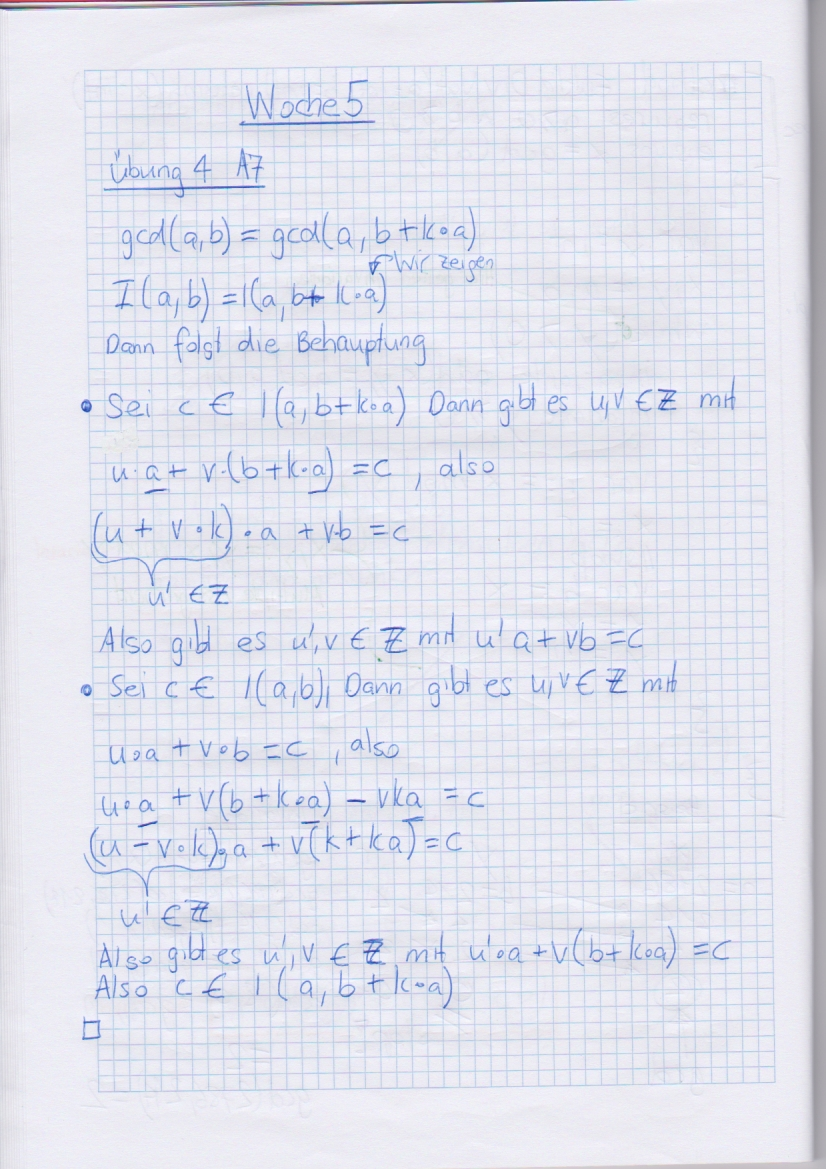 Woche 5
Übung 4 A7
gcd(a,b) = gcd(a, b+k∘a)
Wir zeigen
I(a,b) = I(a, b+k∘a)
Dann folgt die Behauptung
• Sei c ∈ I(a, b+k∘a) Dann gibt es u,v ∈ ℤ mit
u·a + v·(b+k·a) = c , also
(u + v∘k)∘a + v·b = c
u' ∈ ℤ
Also gibt es u',v ∈ ℤ mit u'a + vb = c
• Sei c ∈ I(a,b), Dann gibt es u,v ∈ ℤ mit
u∘a + v∘b = c , also
u∘a + v(b+k∘a) − vka = c
(u − v∘k)∘a + v(k+ka) = c
u' ∈ ℤ
Also gibt es u',v ∈ ℤ mit u'∘a + v(b+k∘a) = c
Also c ∈ I(a, b+k∘a)
□